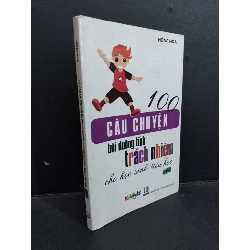 HỒNG HOA
100
CÂU CHUYỆN
bồi dưỡng tính
trách nhiệm
cho học sinh tiểu học